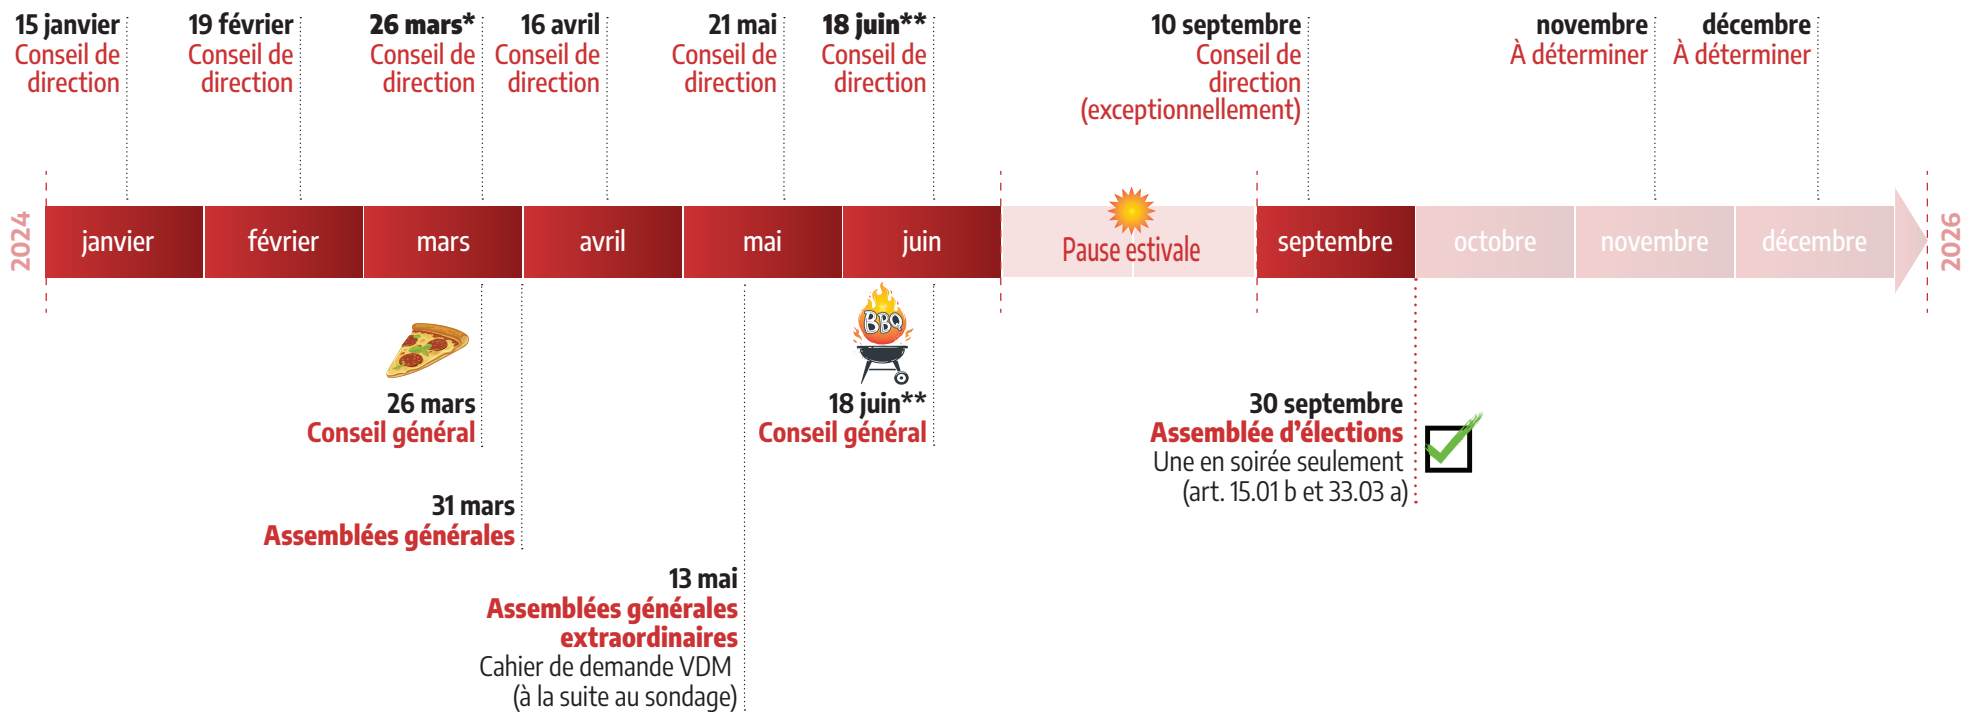 15 janvier
Conseil de
direction
19 février
Conseil de
direction
26 mars*
Conseil de
direction
16 avril
Conseil de
direction
21 mai
Conseil de
direction
18 juin**
Conseil de
direction
10 septembre
Conseil de
direction
(exceptionnellement)
novembre
À déterminer
décembre
À déterminer
2024
janvier
février
mars
avril
mai
juin
Pause estivale
septembre
octobre
novembre
décembre
2026
26 mars
Conseil général
31 mars
Assemblées générales
13 mai
Assemblées générales
extraordinaires
Cahier de demande VDM
(à la suite au sondage)
BBQ
18 juin**
Conseil général
30 septembre
Assemblée d'élections
Une en soirée seulement
(art. 15.01 b et 33.03 a)